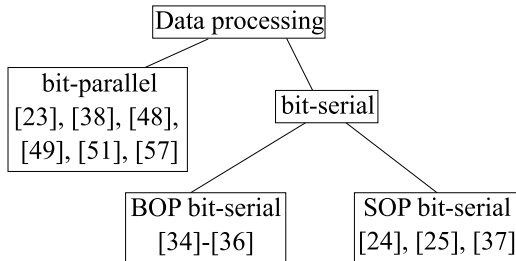 Data processing
bit-parallel
[23], [38], [48],
[49], [51], [57]
bit-serial
BOP bit-serial
[34]-[36]
SOP bit-serial
[24], [25], [37]